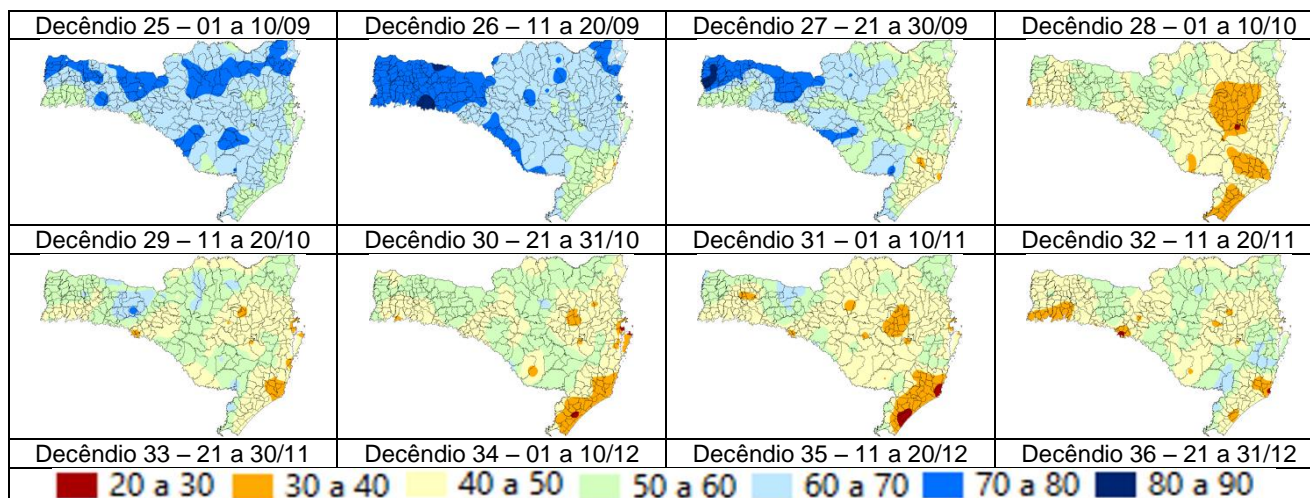 Decêndio 25 – 01 a 10/09 Decêndio 26 – 11 a 20/09 Decêndio 27 – 21 a 30/09 Decêndio 28 – 01 a 10/10
Decêndio 29 – 11 a 20/10 Decêndio 30 – 21 a 31/10 Decêndio 31 – 01 a 10/11 Decêndio 32 – 11 a 20/11
Decêndio 33 – 21 a 30/11 Decêndio 34 – 01 a 10/12 Decêndio 35 – 11 a 20/12 Decêndio 36 – 21 a 31/12
20 a 30 30 a 40 40 a 50 50 a 60 60 a 70 70 a 80 80 a 90